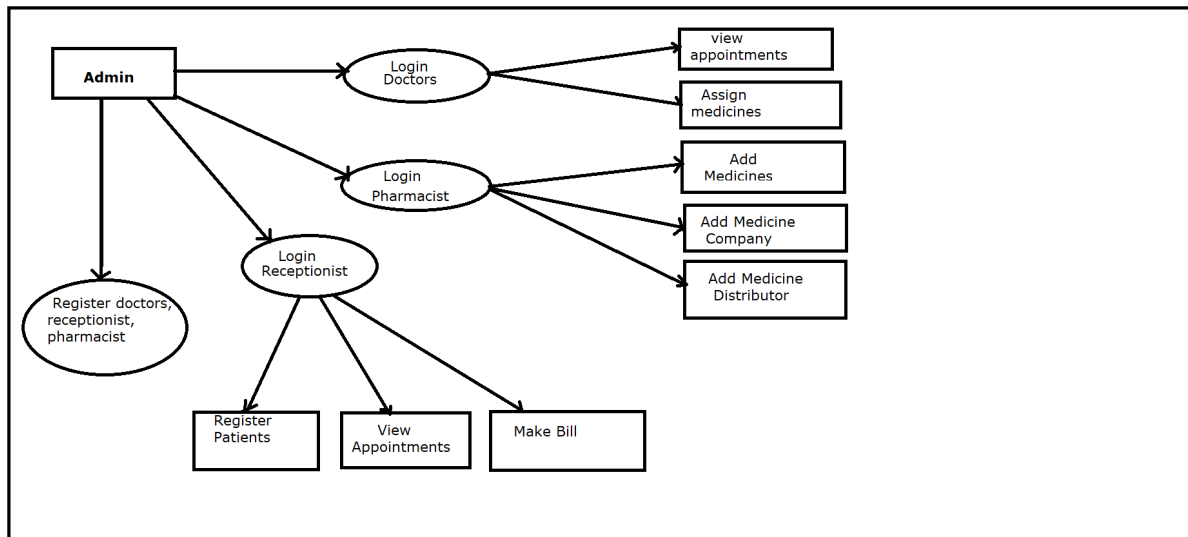 Admin
Login
Doctors
view
appointments
Assign
medicines
Login
Pharmacist
Add
Medicines
Add Medicine
Company
Add Medicine
Distributor
Login
Receptionist
Register doctors,
receptionist,
pharmacist
Register
Patients
View
Appointments
Make Bill